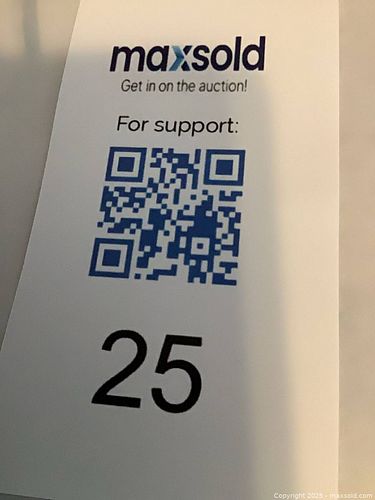 maxsold
Get in on the auction!
For support:
25
Copyright 2025 - maxsold.com